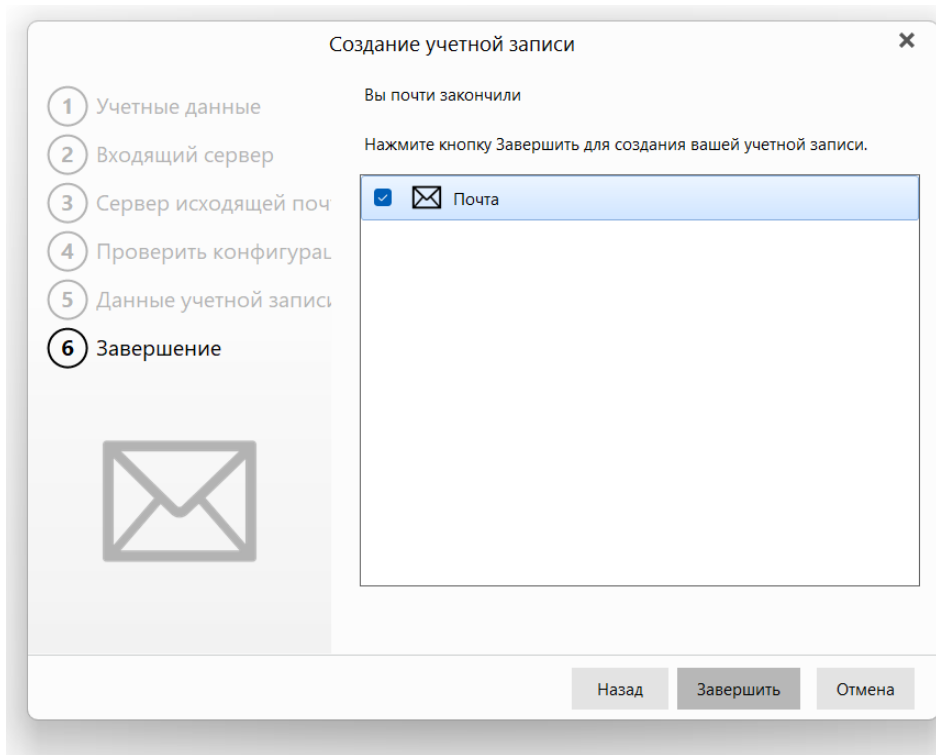 Создание учетной записи
1 Учетные данные
2 Входящий сервер
3 Сервер исходящей поч
4 Проверить конфигурац
5 Данные учетной записи
6 Завершение
Вы почти закончили
Нажмите кнопку Завершить для создания вашей учетной записи.
Почта
Назад
Завершить
Отмена